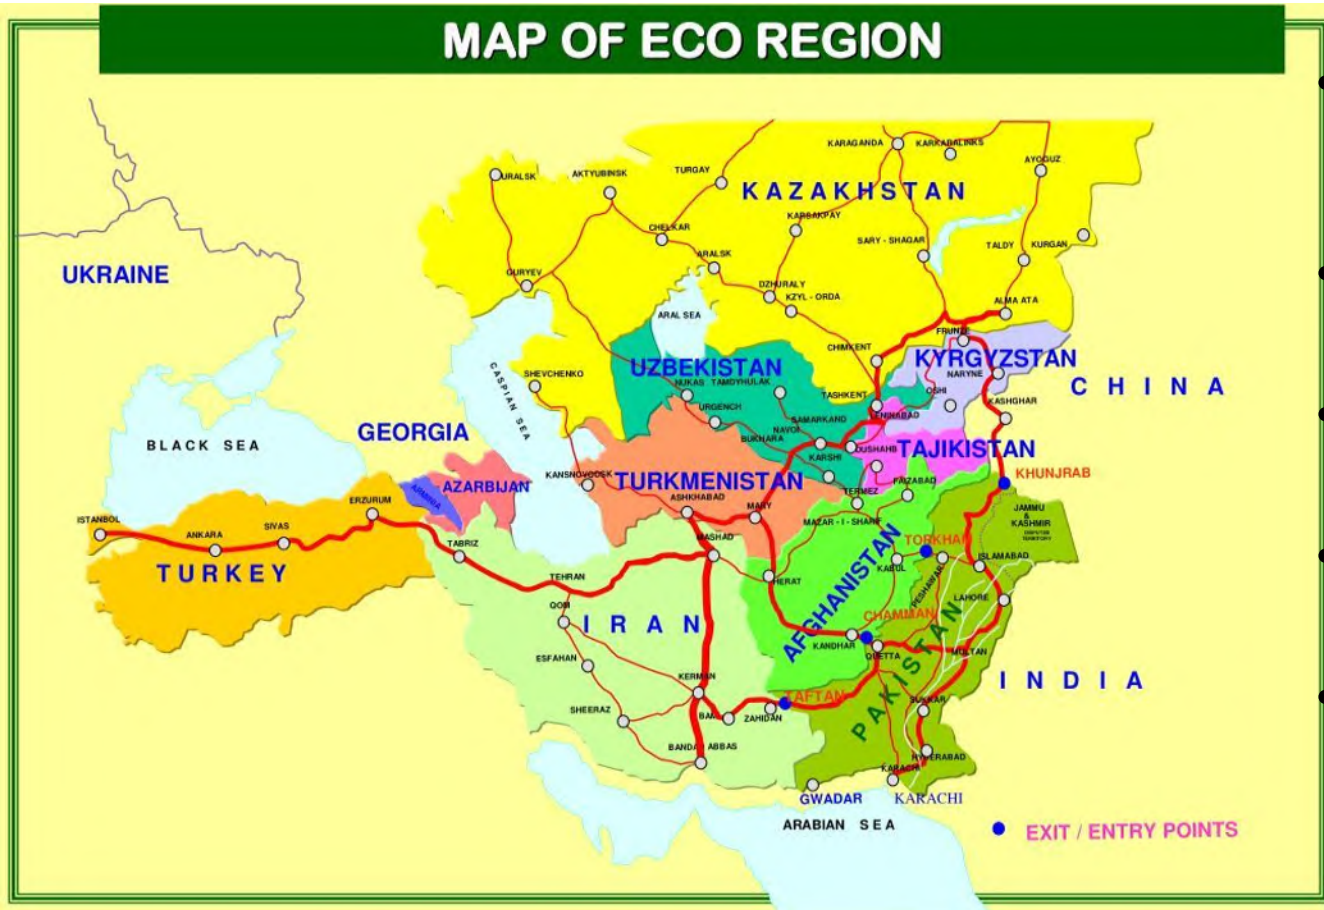 MAP OF ECO REGION
KARAGANDA
KARKARALINKS
AYOGUZ
URALSK
AKTYUBINSK
TURGAY
KAZAKHSTAN
KARSAKPAY
CHELKAR
SARY - SHAGAR
TALDY
KURGAN
ARALSK
UKRAINE
GURYEV
DZHURALY
KZYL - ORDA
ALMA ATA
ARAL SEA
FRUNZE
CHIMKENT
KYRGYZSTAN
UZBEKISTAN
NARYNE
SHEVCHENKO
NUKAS
TAMDYHULAK
OSHI
CHINA
CASPIAN SEA
TASHKENT
KASHGHAR
URGENCH
LENINABAD
SAMARKAND
GEORGIA
NAVOI
BLACK SEA
BUKHARA
DUSHAHB
TAJIKISTAN
KARSHI
KANSNOVODSK
TURKMENISTAN
KHUNJRAB
AZARBIJAN
ARMINIA
FAIZABAD
TERMEZ
ERZURUM
ASHKHABAD
MARY
JAMMU
&
KASHMIR
DISPUTED
TERRITORY
ISTANBOL
SIVAS
MAZAR - I - SHARIF
ANKARA
MASHAD
TORKHAM
TABRIZ
ISLAMABAD
KABUL
TURKEY
TEHRAN
HERAT
AFGHANISTAN
PESHAWAR
LAHORE
QOM
CHAMMAN
IRAN
KANDHAR
QUETTA
MULTAN
ESFAHAN
PAKISTAN
INDIA
KERMAN
TAFTAN
SUKKAR
SHEERAZ
BAM
ZAHIDAN
BANDAR ABBAS
HYDERABAD
KARACHI
GWADAR
KARACHI
ARABIAN SEA
EXIT / ENTRY POINTS